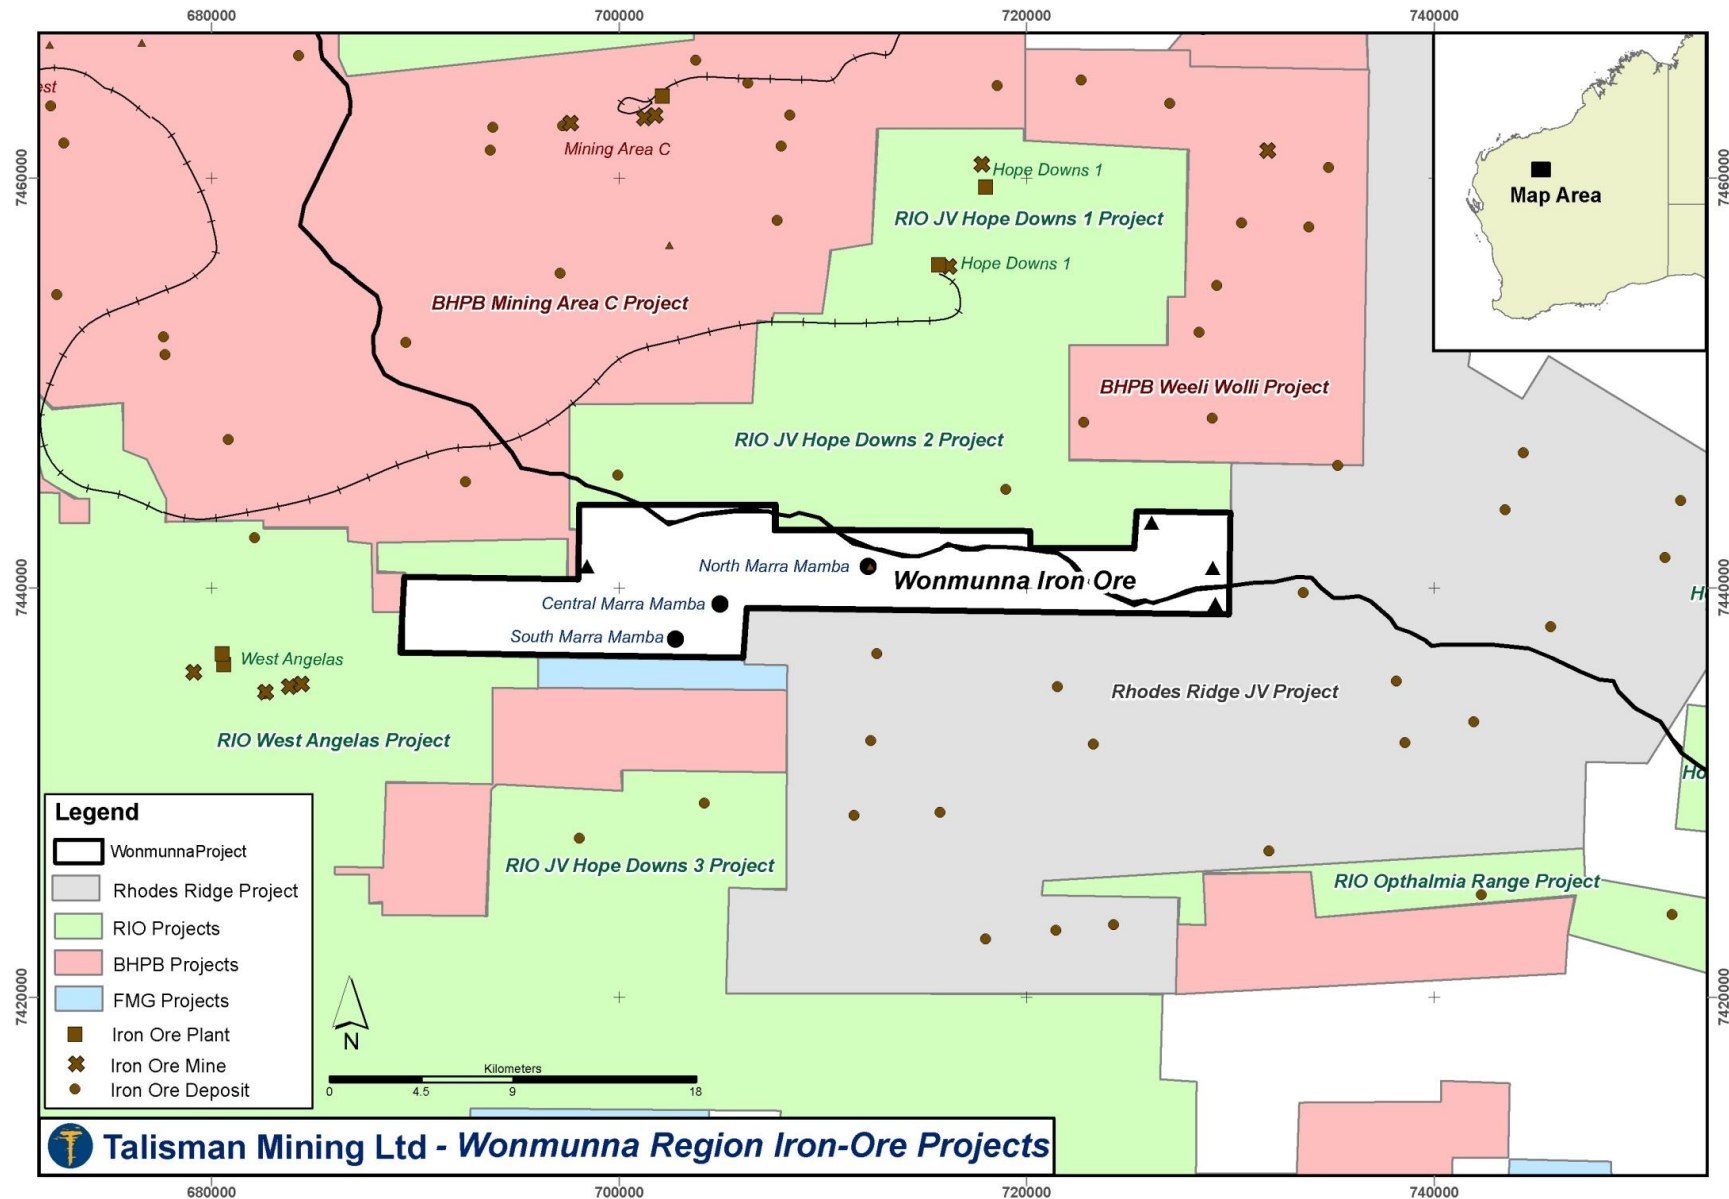 680000
700000
720000
740000
est
Mining Area C
Hope Downs 1
7460000
7460000
Map Area
RIO JV Hope Downs 1 Project
Hope Downs 1
BHPB Mining Area C Project
BHPB Weeli Wolli Project
RIO JV Hope Downs 2 Project
North Marra Mamba
Wonmunna Iron Ore
7440000
7440000
Central Marra Mamba
South Marra Mamba
West Angelas
Rhodes Ridge JV Project
RIO West Angelas Project
Ho
RIO JV Hope Downs 3 Project
RIO Opthalmia Range Project
Legend
WonmunnaProject
Rhodes Ridge Project
RIO Projects
BHPB Projects
FMG Projects
Iron Ore Plant
Iron Ore Mine
Iron Ore Deposit
7420000
7420000
N
Kilometers
0 4.5 9 18
Talisman Mining Ltd - Wonmunna Region Iron-Ore Projects
680000
700000
720000
740000